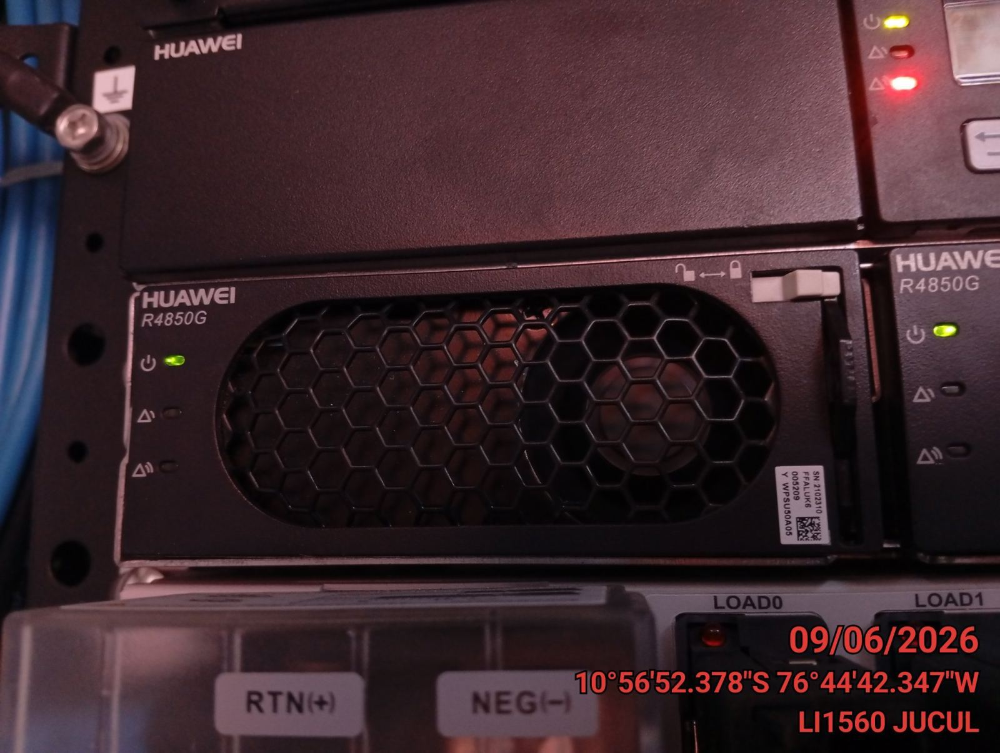 HUAWEI
HUAWEI
R4850G
HUAWE
R4850G
SN 2102310
FFALUK6
005209
Y WPSU50A05
LOAD0
LOAD1
RTN(+)
NEG(−)
09/06/2026
10°56'52.378"S 76°44'42.347"W
LI1560 JUCUL